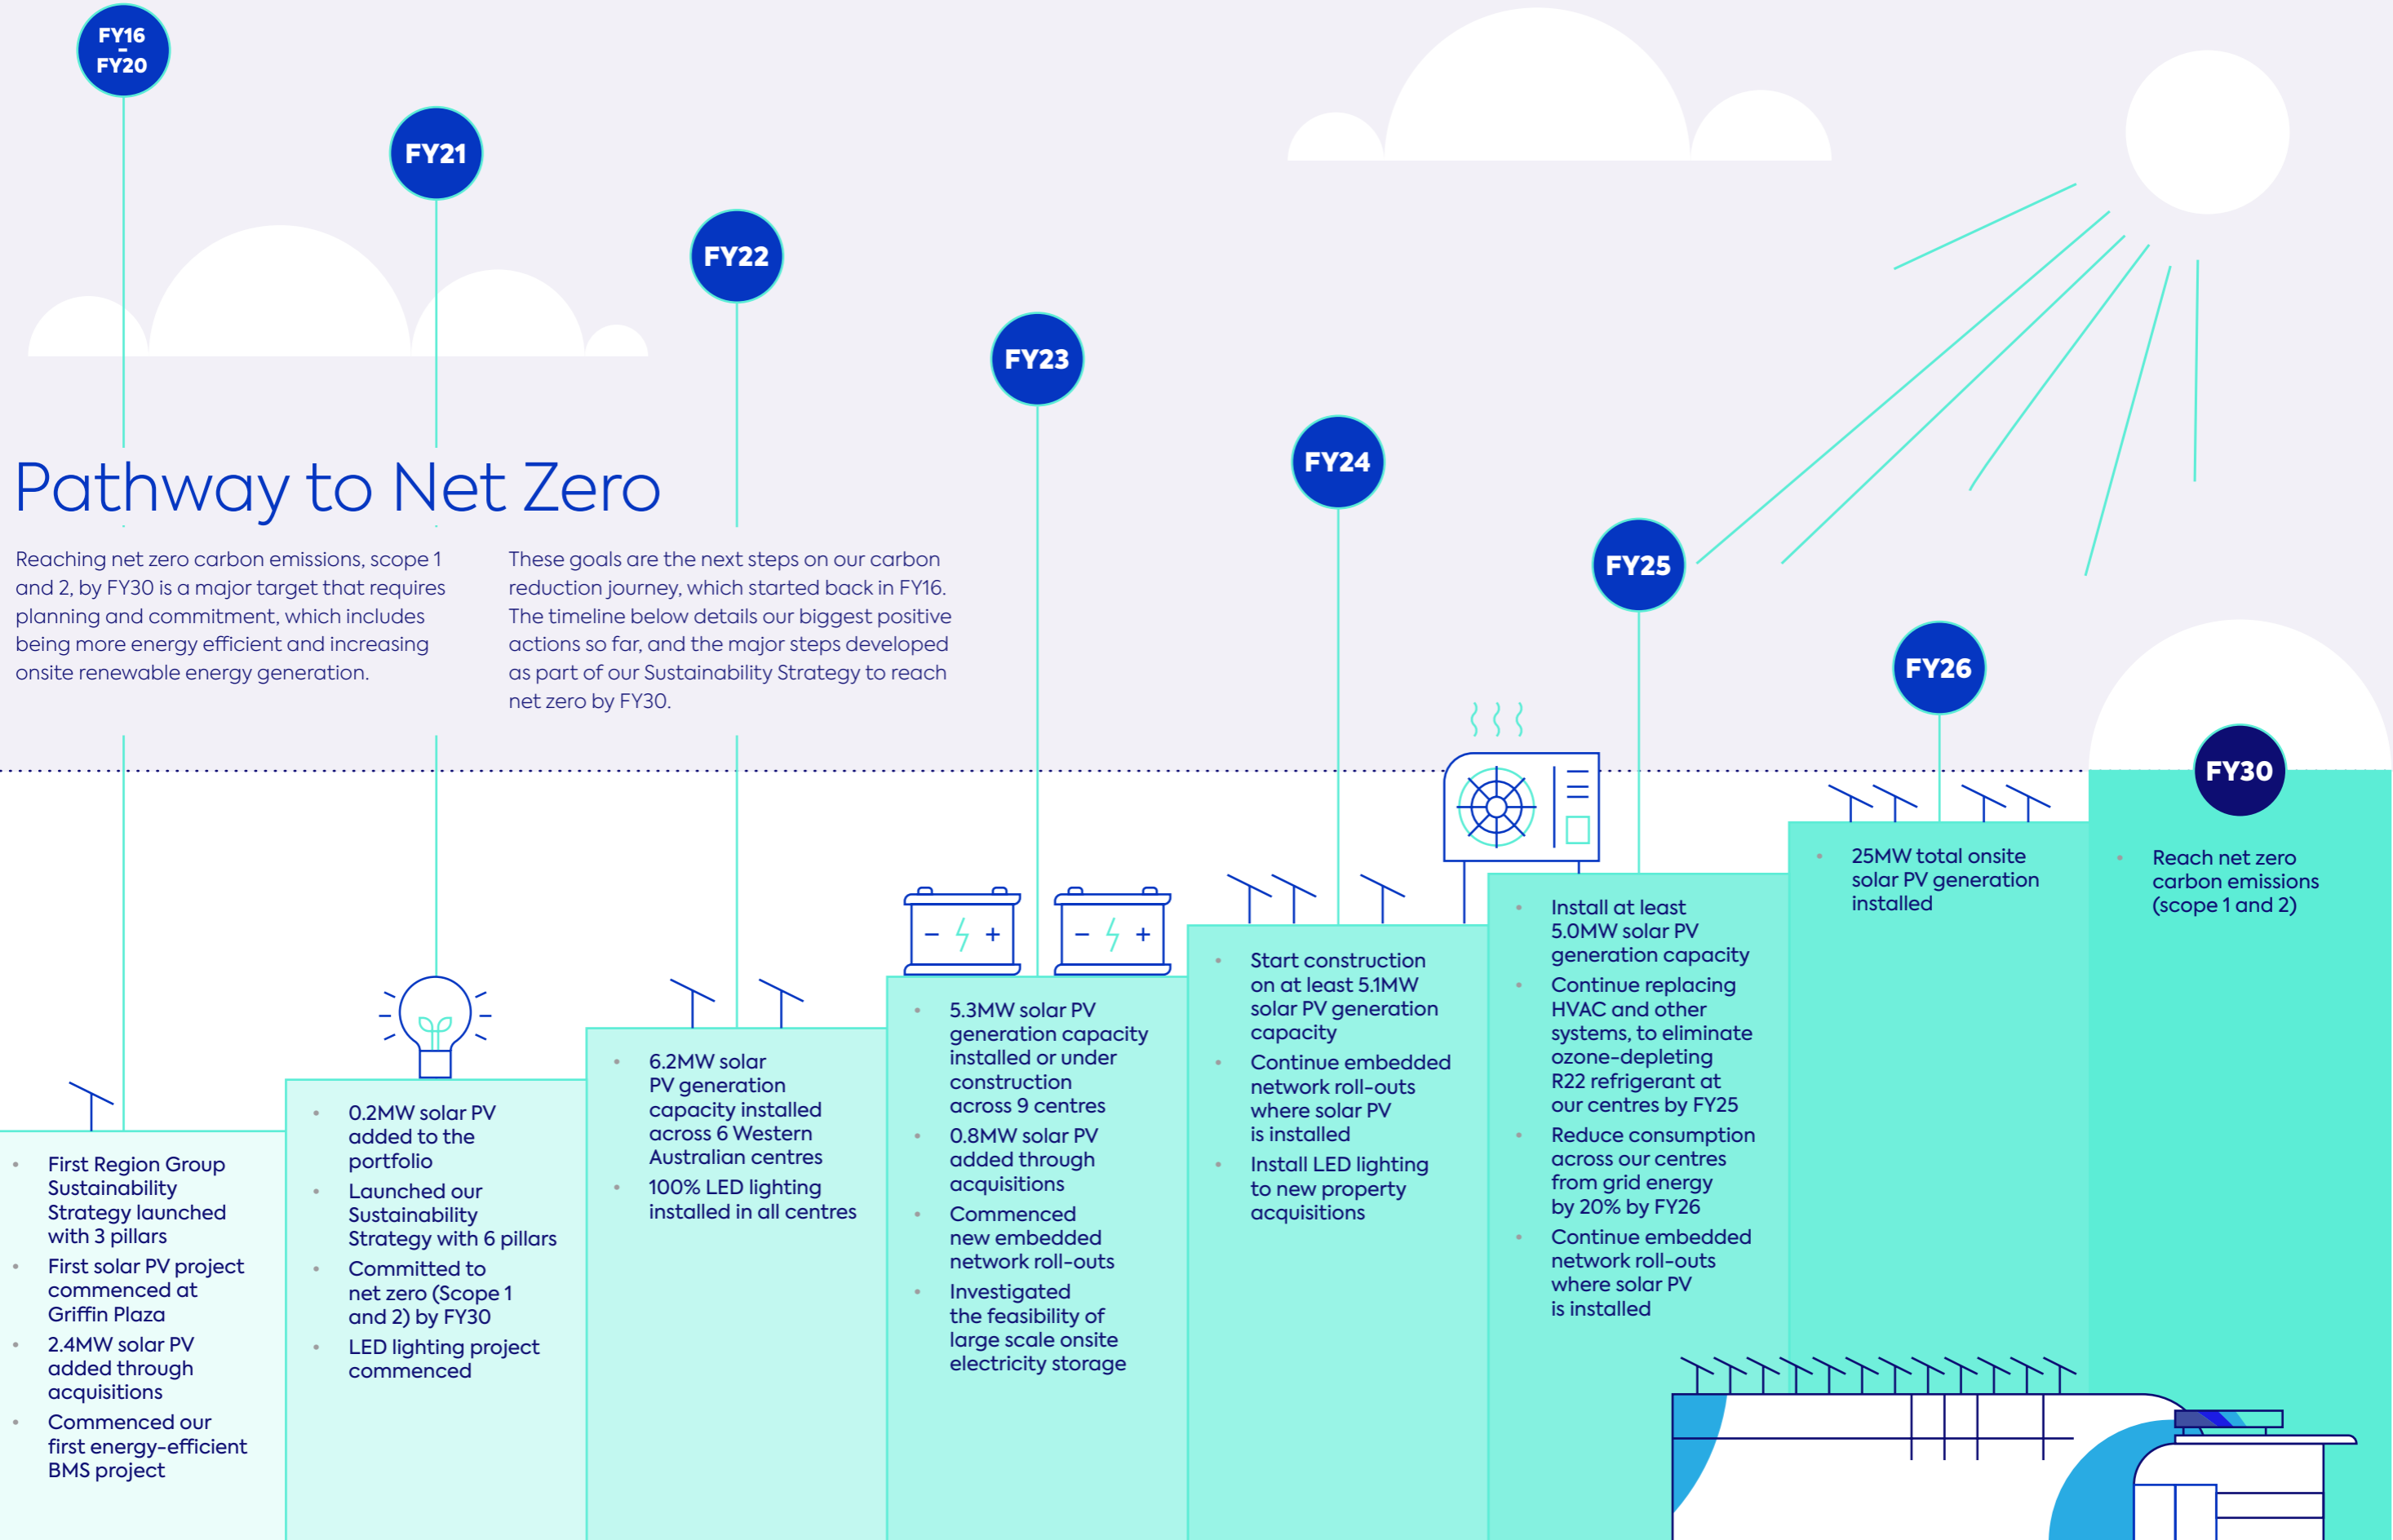 FY16
–
FY20
FY21
FY22
FY23
FY24
FY25
FY26
FY30
Pathway to Net Zero
Reaching net zero carbon emissions, scope 1
and 2, by FY30 is a major target that requires
planning and commitment, which includes
being more energy efficient and increasing
onsite renewable energy generation.
These goals are the next steps on our carbon
reduction journey, which started back in FY16.
The timeline below details our biggest positive
actions so far, and the major steps developed
as part of our Sustainability Strategy to reach
net zero by FY30.
• First Region Group
Sustainability
Strategy launched
with 3 pillars
• First solar PV project
commenced at
Griffin Plaza
• 2.4MW solar PV
added through
acquisitions
• Commenced our
first energy-efficient
BMS project
• 0.2MW solar PV
added to the
portfolio
• Launched our
Sustainability
Strategy with 6 pillars
• Committed to
net zero (Scope 1
and 2) by FY30
• LED lighting project
commenced
• 6.2MW solar
PV generation
capacity installed
across 6 Western
Australian centres
• 100% LED lighting
installed in all centres
• 5.3MW solar PV
generation capacity
installed or under
construction
across 9 centres
• 0.8MW solar PV
added through
acquisitions
• Commenced
new embedded
network roll-outs
• Investigated
the feasibility of
large scale onsite
electricity storage
• Start construction
on at least 5.1MW
solar PV generation
capacity
• Continue embedded
network roll-outs
where solar PV
is installed
• Install LED lighting
to new property
acquisitions
• Install at least
5.0MW solar PV
generation capacity
• Continue replacing
HVAC and other
systems, to eliminate
ozone-depleting
R22 refrigerant at
our centres by FY25
• Reduce consumption
across our centres
from grid energy
by 20% by FY26
• Continue embedded
network roll-outs
where solar PV
is installed
• 25MW total onsite
solar PV generation
installed
• Reach net zero
carbon emissions
(scope 1 and 2)